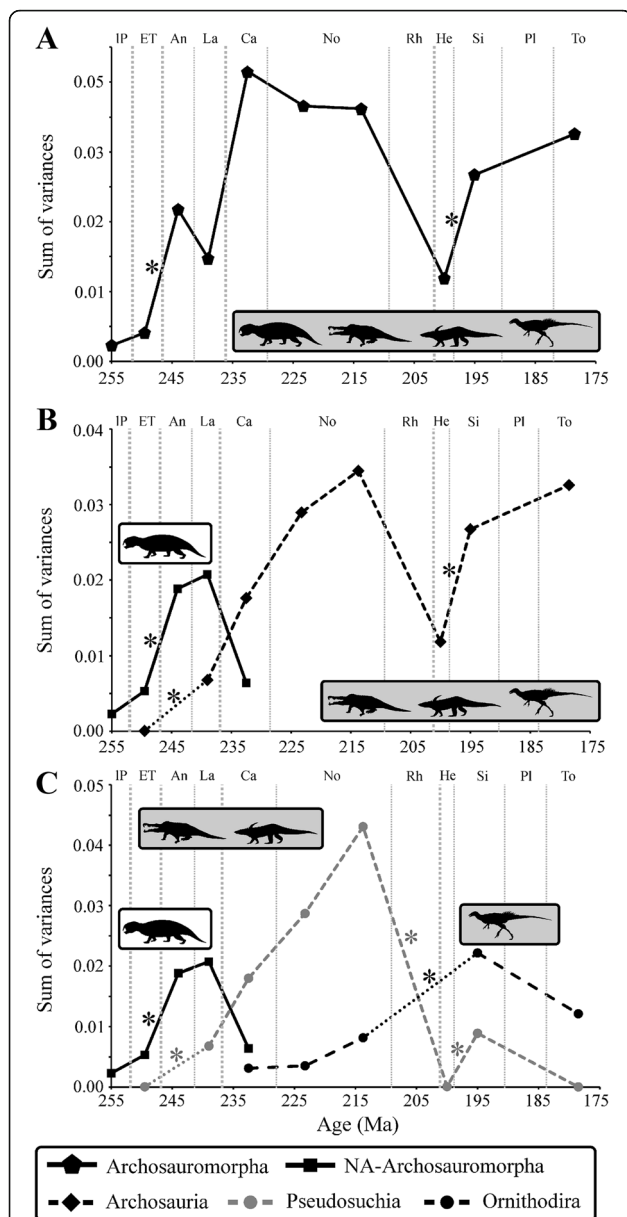 A
IP ET An La Ca No Rh He Si Pl To
Sum of variances
0.05
0.03
0.02
0.01
0.00
*
*
255 245 235 225 215 205 195 185 175
B
IP ET An La Ca No Rh He Si Pl To
Sum of variances
0.04
0.03
0.02
0.01
0.00
*
*
*
255 245 235 225 215 205 195 185 175
C
IP ET An La Ca No Rh He Si Pl To
Sum of variances
0.05
0.04
0.03
0.02
0.01
0.00
*
*
*
*
*
255 245 235 225 215 205 195 185 175
Age (Ma)
Archosauromorpha NA-Archosauromorpha
Archosauria Pseudosuchia Ornithodira